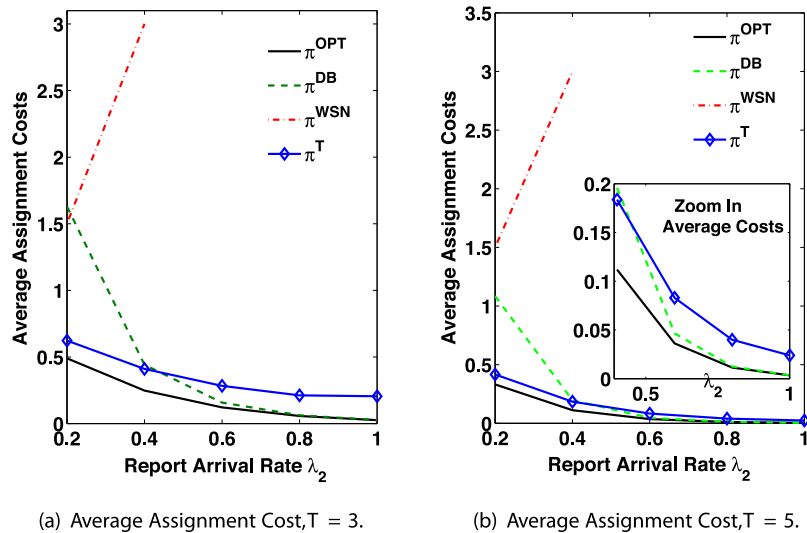 3
2.5
2
1.5
1
0.5
0
0.2
0.4
0.6
0.8
1
Average Assignment Costs
Report Arrival Rate λ2
π^OPT
π^DB
π^WSN
π^T
(a) Average Assignment Cost,T = 3.
3.5
3
2.5
2
1.5
1
0.5
0
0.2
0.4
0.6
0.8
1
Average Assignment Costs
Report Arrival Rate λ2
π^OPT
π^DB
π^WSN
π^T
0.2
0.15
0.1
0.05
0
0.5
λ2
1
Zoom In
Average Costs
(b) Average Assignment Cost,T = 5.